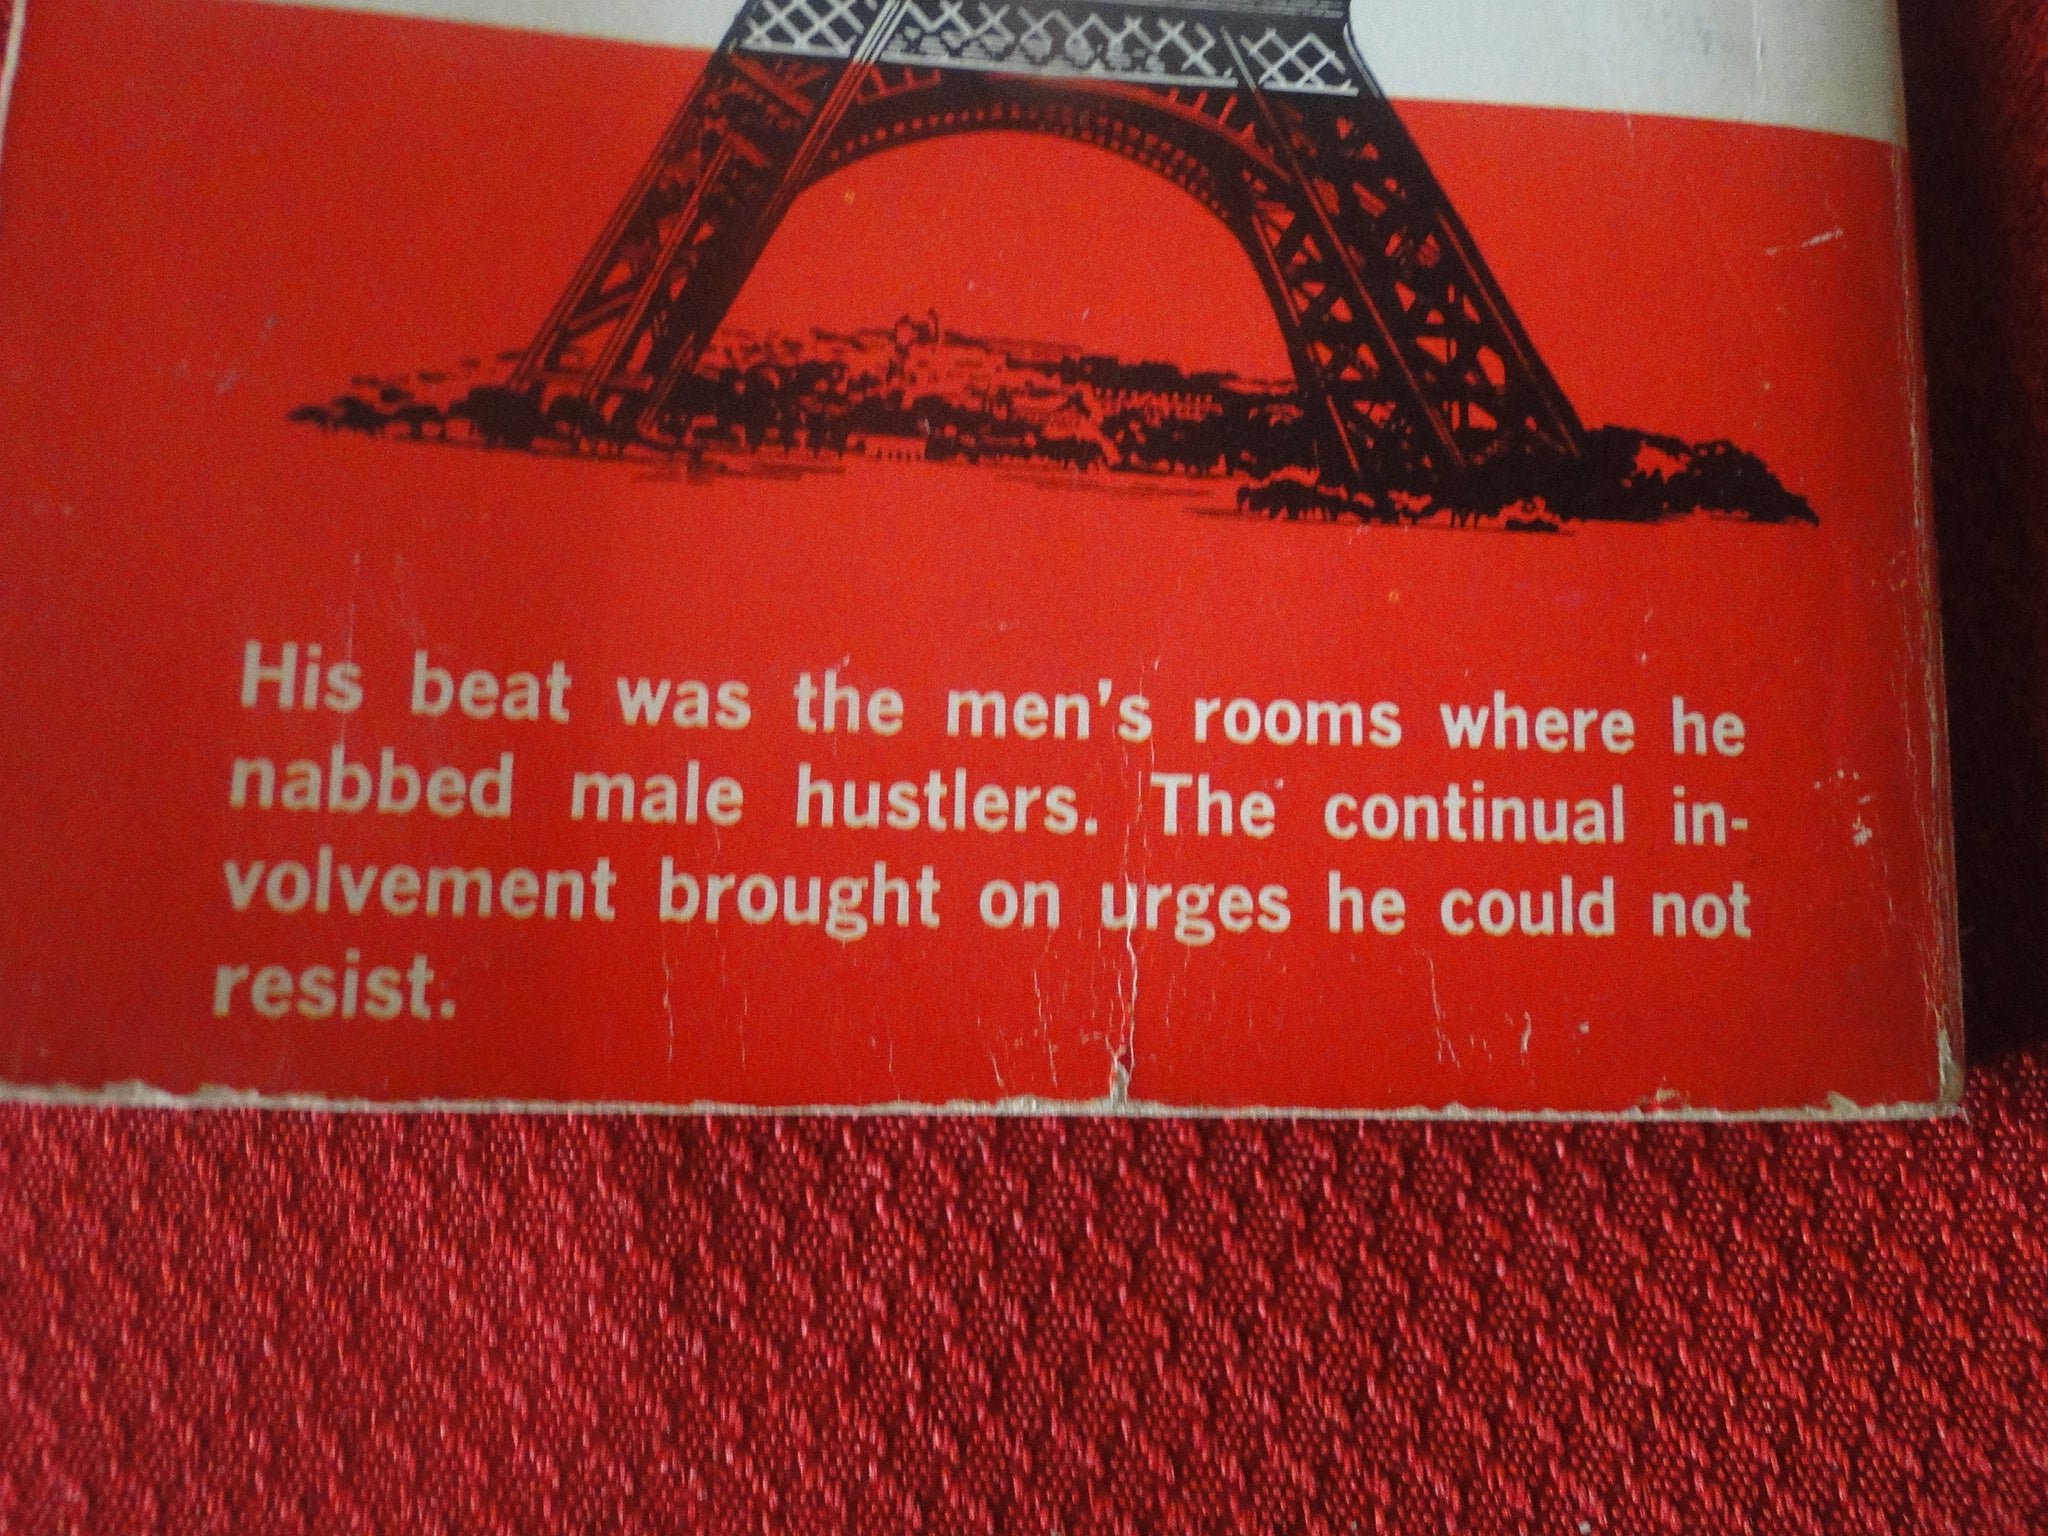 His beat was the men's rooms where he
nabbed male hustlers. The continual in-
volvement brought on urges he could not
resist.